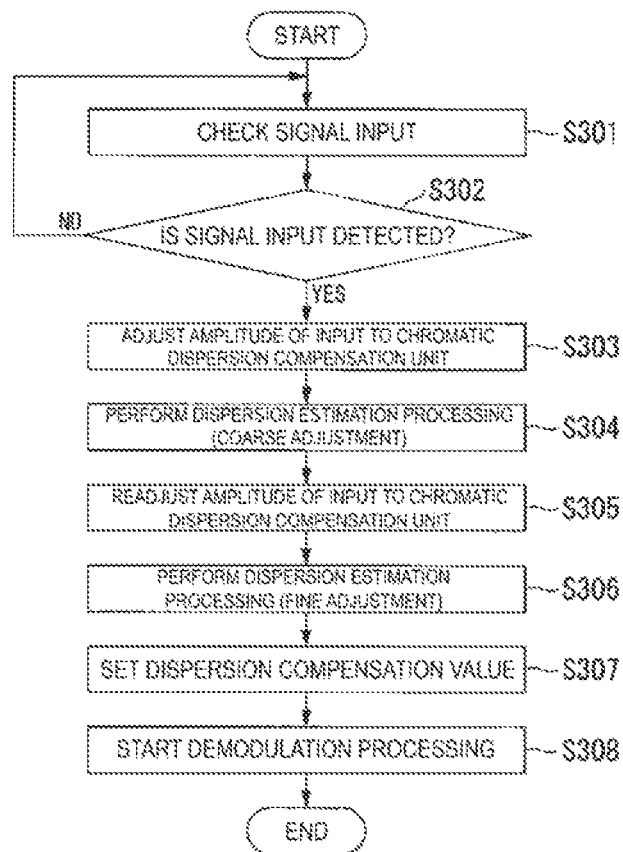 START
CHECK SIGNAL INPUT
S301
S302
IS SIGNAL INPUT DETECTED?
NO
YES
ADJUST AMPLITUDE OF INPUT TO CHROMATIC
DISPERSION COMPENSATION UNIT
S303
PERFORM DISPERSION ESTIMATION PROCESSING
(COARSE ADJUSTMENT)
S304
READJUST AMPLITUDE OF INPUT TO CHROMATIC
DISPERSION COMPENSATION UNIT
S305
PERFORM DISPERSION ESTIMATION
PROCESSING (FINE ADJUSTMENT)
S306
SET DISPERSION COMPENSATION VALUE
S307
START DEMODULATION PROCESSING
S308
END